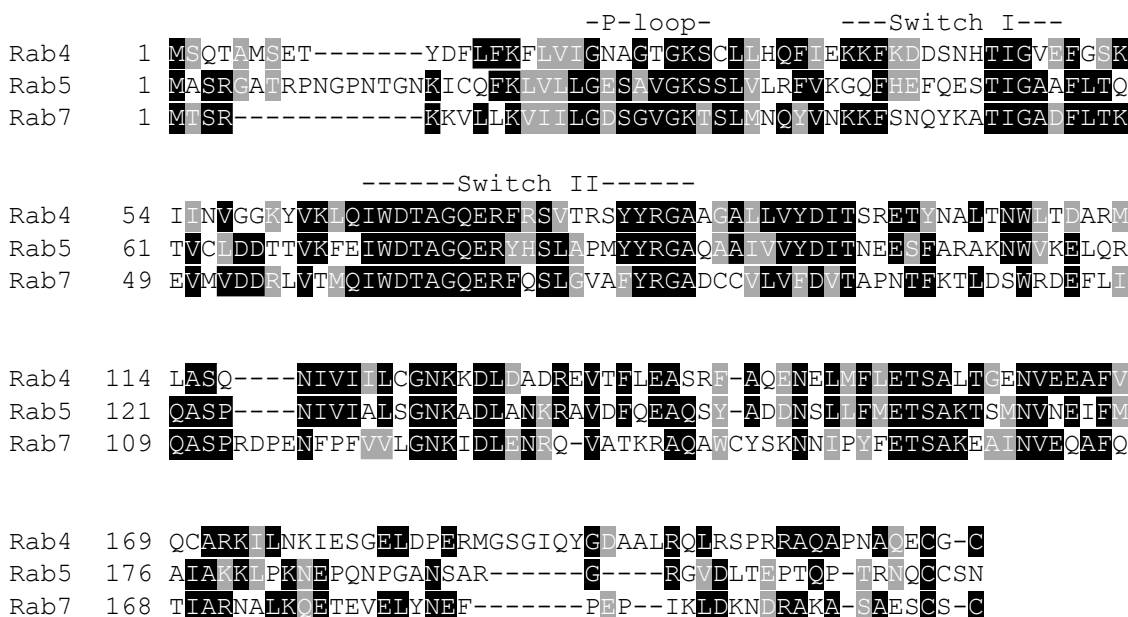 -P-loop-        ---Switch I---
Rab4 1 MSQTAMSET-------YDFLFKFLVIGNAGTGKSCLLHQFIEKKFKDDSNHTIGVEFGSK
Rab5 1 MASRGATRPNGPNTGNKICQFKLVLLGESAVGKSSLVLRFVKGQFHEFQESTIGAAFLTQ
Rab7 1 MTSR------------KKVLLKVIILGDSGVGKTSLMNQYVNKKFSNQYKATIGADFLTK
------Switch II------
Rab4 54 IINVGGKYVKLQIWDTAGQERFRSVTRSYYRGAAGALLVYDITSRETYNALTNWLTDARM
Rab5 61 TVCLDDTTVKFEIWDTAGQERYHSLAPMYYRGAQAAIVVYDITNEESFARAKNWVKELQR
Rab7 49 EVMVDDRLVTMQIWDTAGQERFQSLGVAFYRGADCCVLVFDVTAPNTFKTLDSWRDEFLI
Rab4 114 LASQ----NIVIILCGNKKDLDADREVTFLEASRF-AQENELMFLETSALTGENVEEAFV
Rab5 121 QASP----NIVIALSGNKADLANKRAVDFQEAQSY-ADDNSLLFMETSAKTSMNVNEIFM
Rab7 109 QASPRDPENFPFVVLGNKIDLENRQ-VATKRAQAWCYSKNNIPYFETSAKEAINVEQAFQ
Rab4 169 QCARKILNKIESGELDPERMGSGIQYGDAALRQLRSPRRAQAPNAQECG-C
Rab5 176 AIAKKLPKNEPQNPGANSAR------G----RGVDLTEPTQP-TRNQCCSN
Rab7 168 TIARNALKQETEVELYNEF-------PEP--IKLDKNDRAKA-SAESCS-C